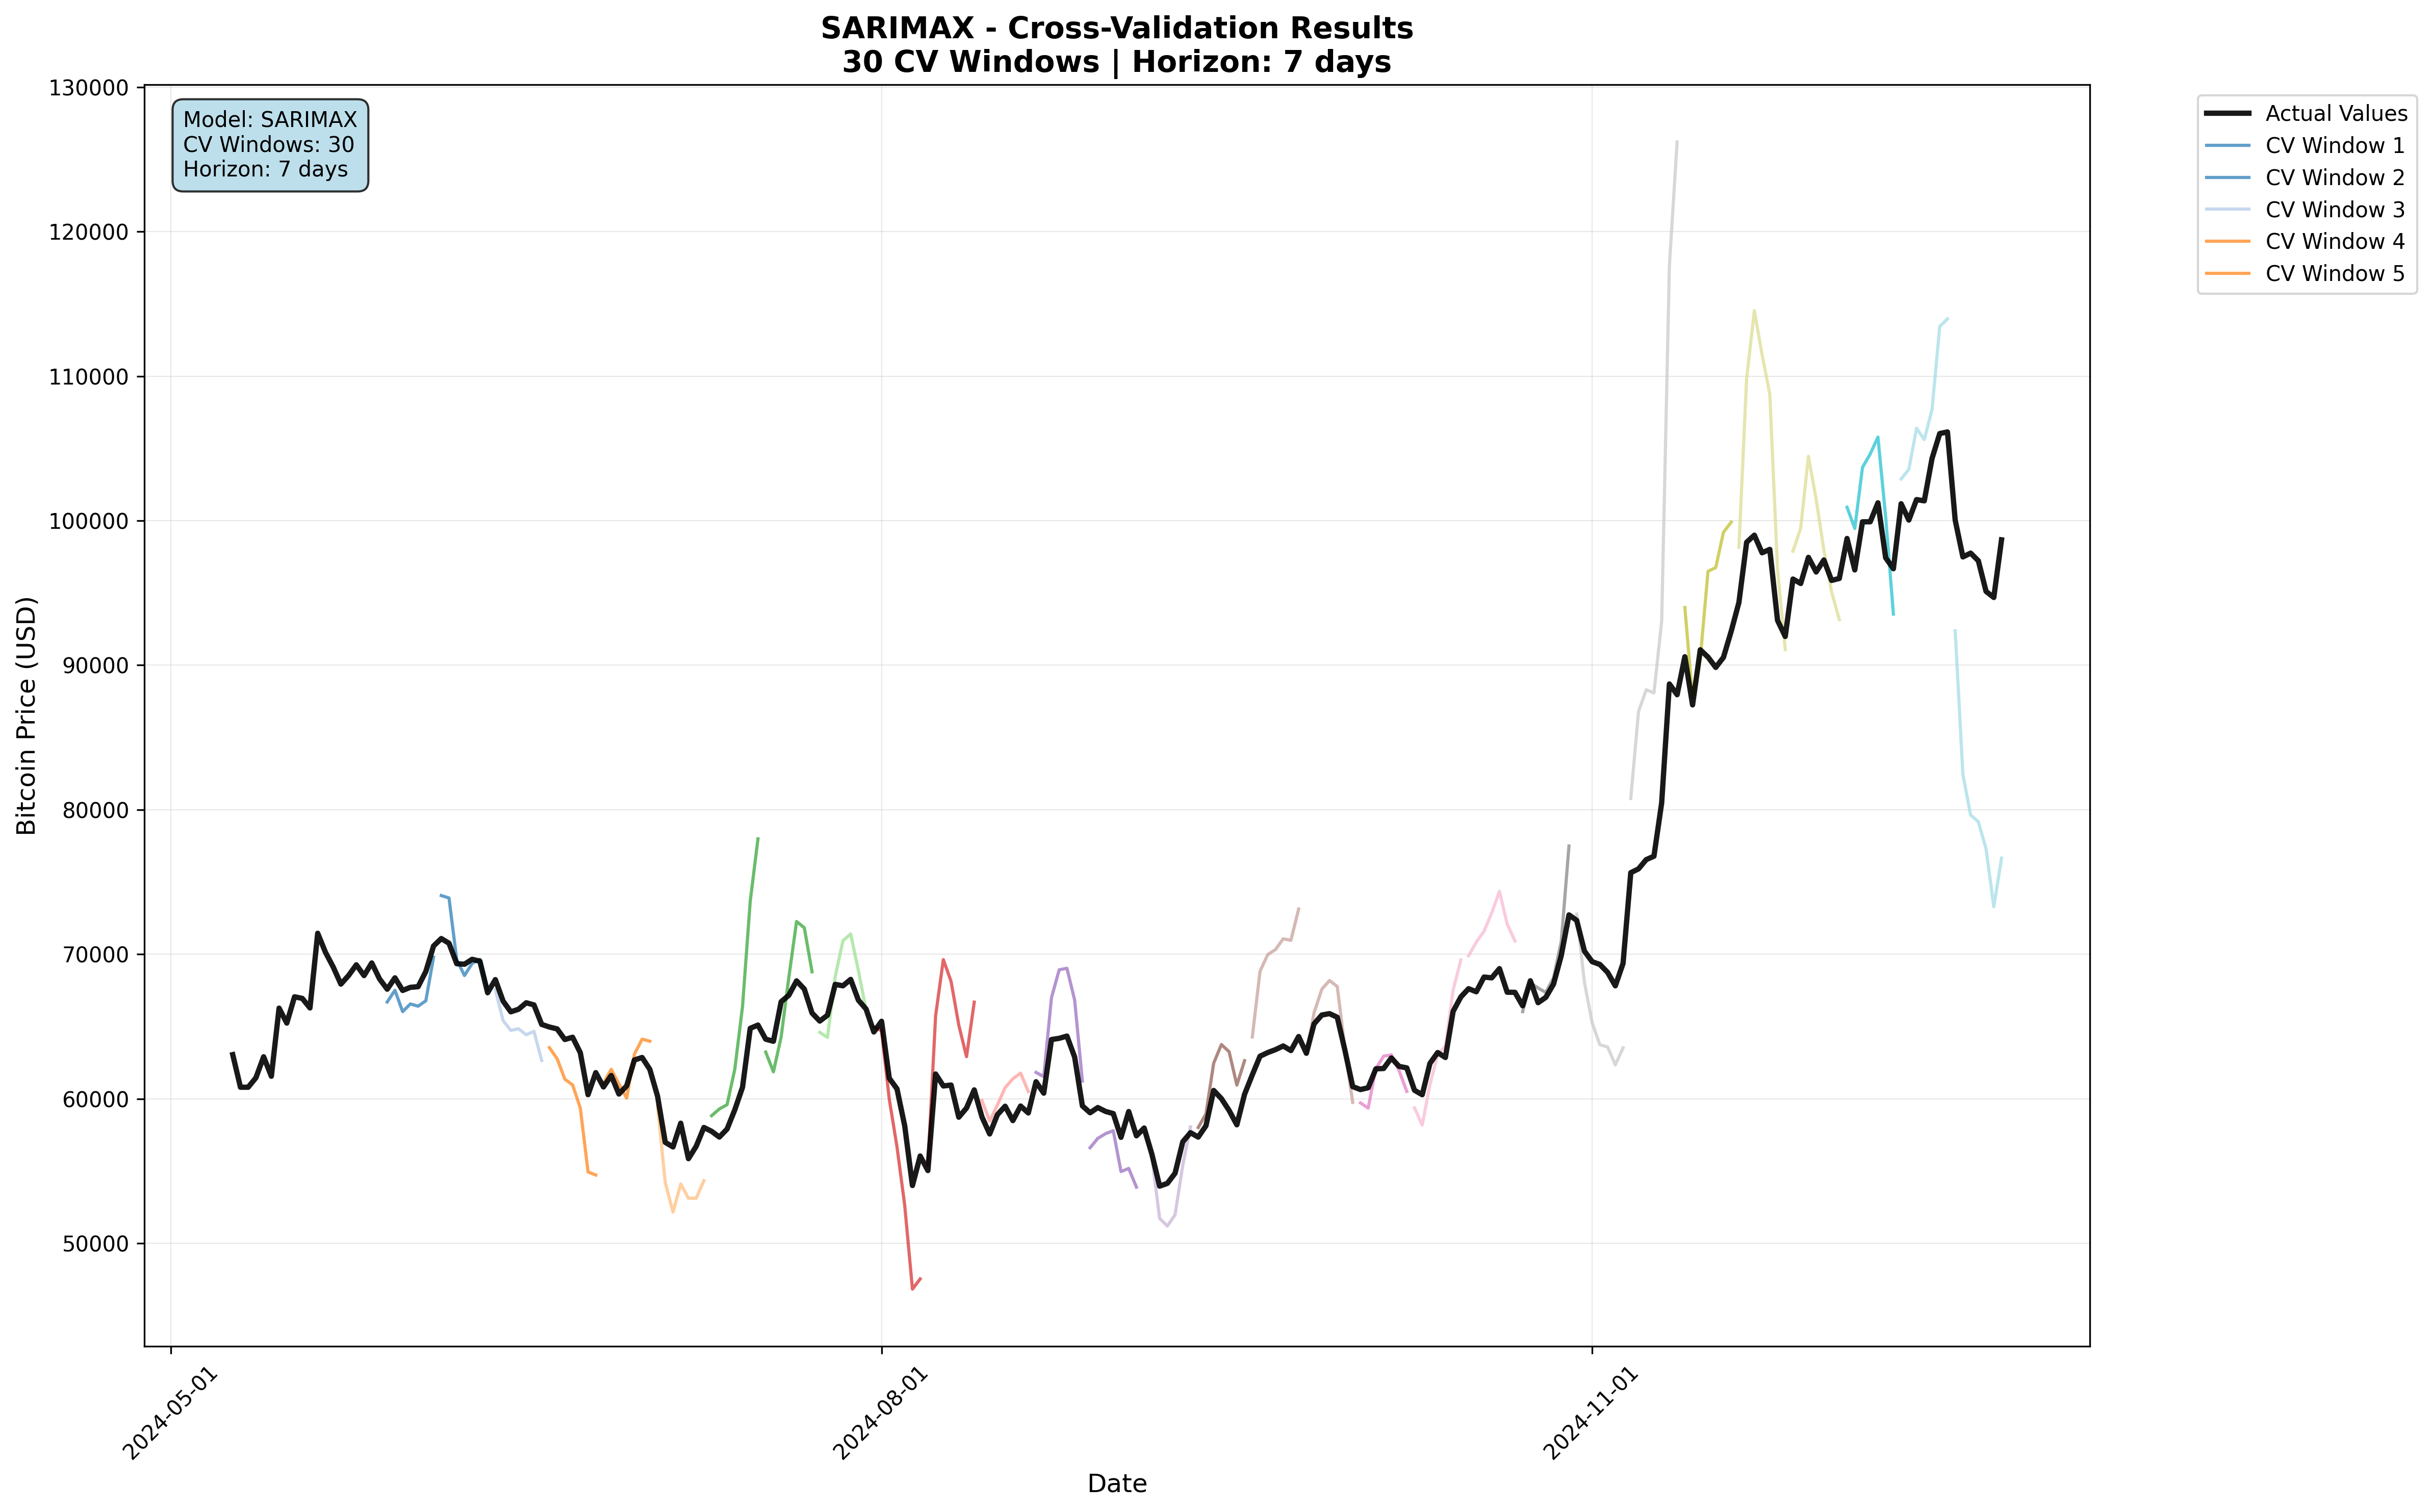 SARIMAX - Cross-Validation Results
30 CV Windows | Horizon: 7 days
Model: SARIMAX
CV Windows: 30
Horizon: 7 days
Actual Values
CV Window 1
CV Window 2
CV Window 3
CV Window 4
CV Window 5
Bitcoin Price (USD)
130000
120000
110000
100000
90000
80000
70000
60000
50000
2024-05-01
2024-08-01
2024-11-01
Date